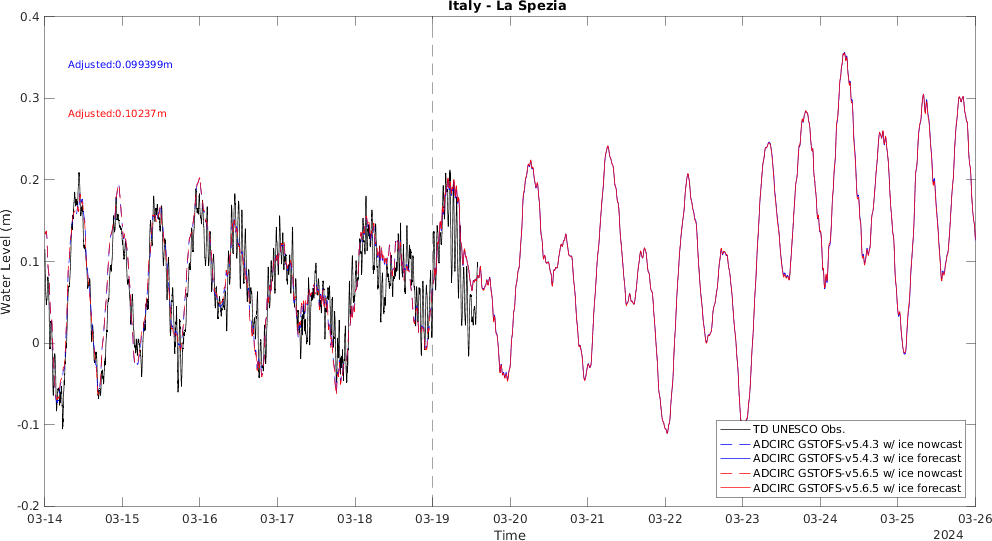 Italy - La Spezia
0.4
0.3
0.2
0.1
0
-0.1
-0.2
Water Level (m)
Adjusted:0.099399m
Adjusted:0.10237m
TD UNESCO Obs.
ADCIRC GSTOFS-v5.4.3 w/ ice nowcast
ADCIRC GSTOFS-v5.4.3 w/ ice forecast
ADCIRC GSTOFS-v5.6.5 w/ ice nowcast
ADCIRC GSTOFS-v5.6.5 w/ ice forecast
03-14 03-15 03-16 03-17 03-18 03-19 03-20 03-21 03-22 03-23 03-24 03-25 03-26
Time
2024